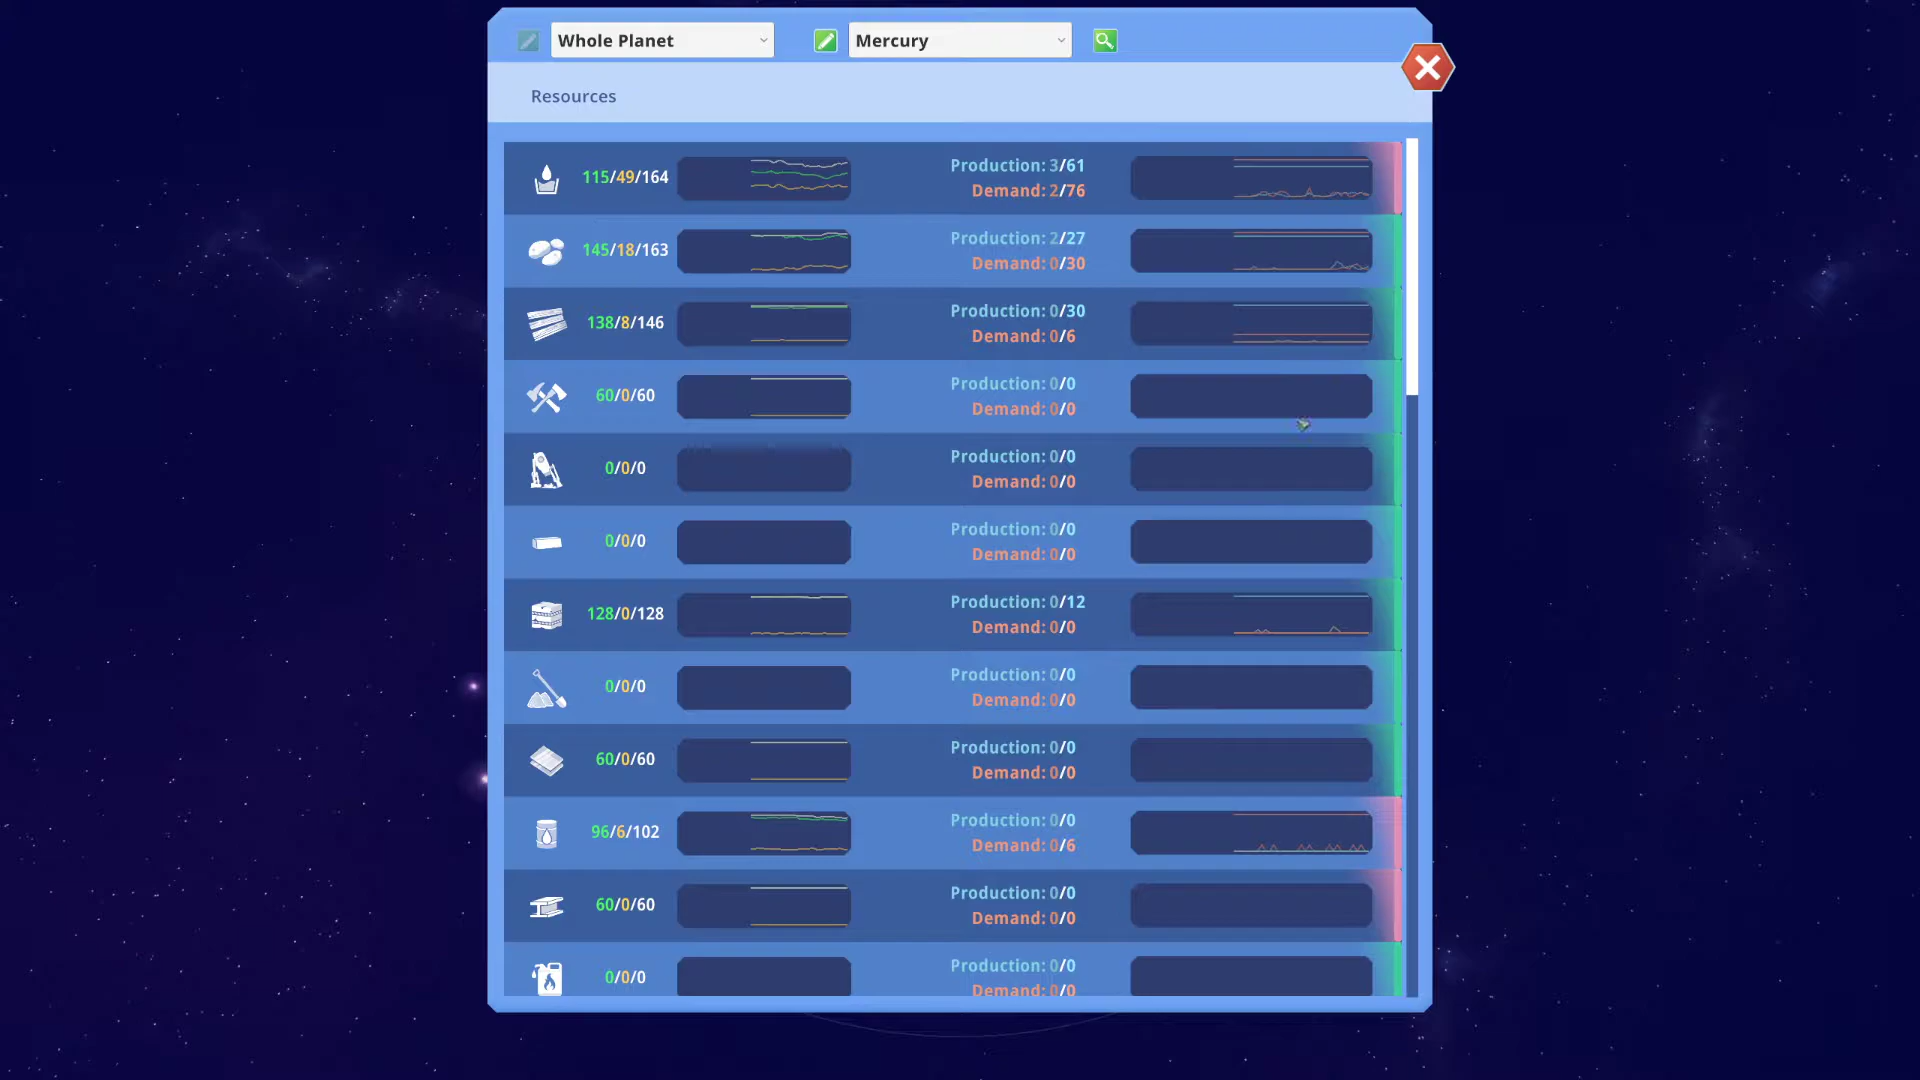 Whole Planet
Mercury
Resources
115/49/164
Production: 3/61
Demand: 2/76
145/18/163
Production: 2/27
Demand: 0/30
138/8/146
Production: 0/30
Demand: 0/6
60/0/60
Production: 0/0
Demand: 0/0
0/0/0
Production: 0/0
Demand: 0/0
0/0/0
Production: 0/0
Demand: 0/0
128/0/128
Production: 0/12
Demand: 0/0
0/0/0
Production: 0/0
Demand: 0/0
60/0/60
Production: 0/0
Demand: 0/0
96/6/102
Production: 0/0
Demand: 0/6
60/0/60
Production: 0/0
Demand: 0/0
0/0/0
Production: 0/0
Demand: 0/0